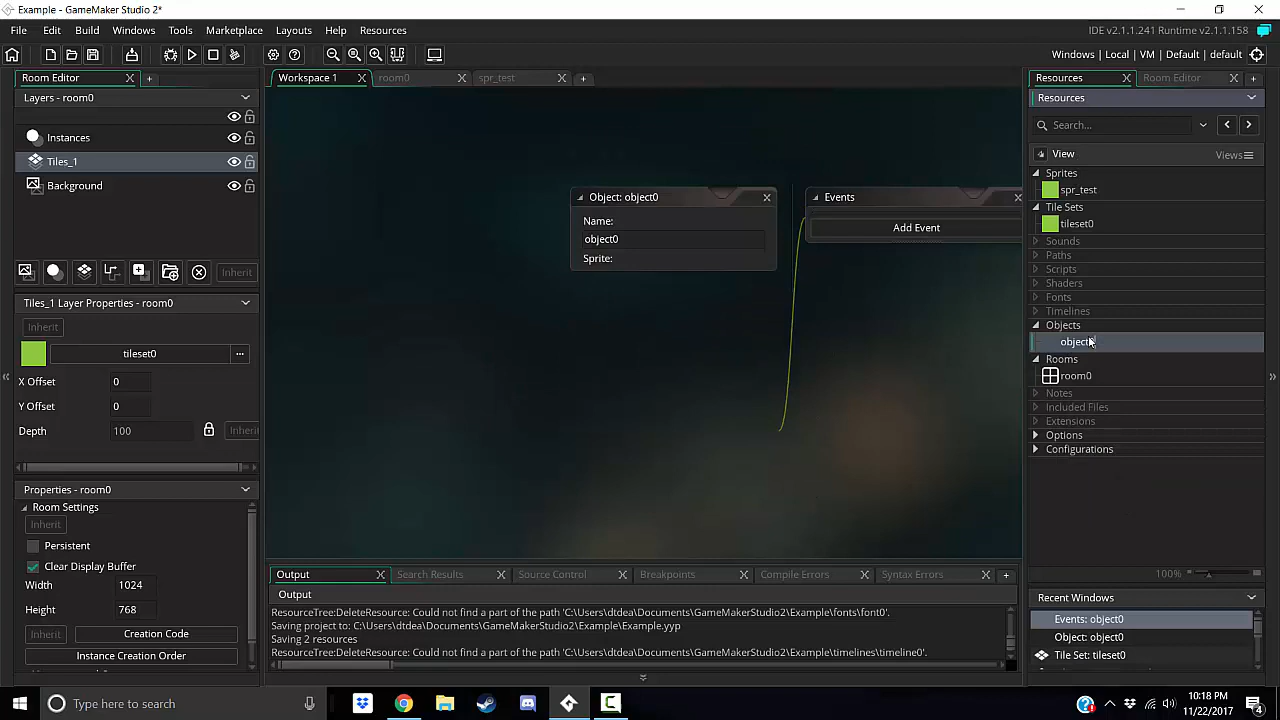 Example - GameMaker Studio 2*
File Edit Build Windows Tools Marketplace Layouts Help Resources
IDE v2.1.1.241 Runtime v2.1.1.158
Windows | Local | VM | Default | default
Room Editor
Workspace 1
room0
spr_test
Resources
Room Editor
Layers - room0
Instances
Tiles_1
Background
Inherit
Tiles_1 Layer Properties - room0
Inherit
tileset0
...
X Offset 0
Y Offset 0
Depth 100
Inheri
Properties - room0
Room Settings
Inherit
Persistent
Clear Display Buffer
Width 1024
Height 768
Inherit
Creation Code
Instance Creation Order
Object: object0
Name:
object0
Sprite:
Events
Add Event
Output
Search Results
Source Control
Breakpoints
Compile Errors
Syntax Errors
Output
ResourceTree:DeleteResource: Could not find a part of the path 'C:\Users\dtdea\Documents\GameMakerStudio2\Example\fonts\font0'.
Saving project to: C:\Users\dtdea\Documents\GameMakerStudio2\Example\Example.yyp
Saving 2 resources
ResourceTree:DeleteResource: Could not find a part of the path 'C:\Users\dtdea\Documents\GameMakerStudio2\Example\timelines\timeline0'.
Resources
Search...
View
Views
Sprites
spr_test
Tile Sets
tileset0
Sounds
Paths
Scripts
Shaders
Fonts
Timelines
Objects
object
Rooms
room0
Notes
Included Files
Extensions
Options
Configurations
100%
Recent Windows
Events: object0
Object: object0
Tile Set: tileset0
Type here to search
10:18 PM
11/22/2017
4